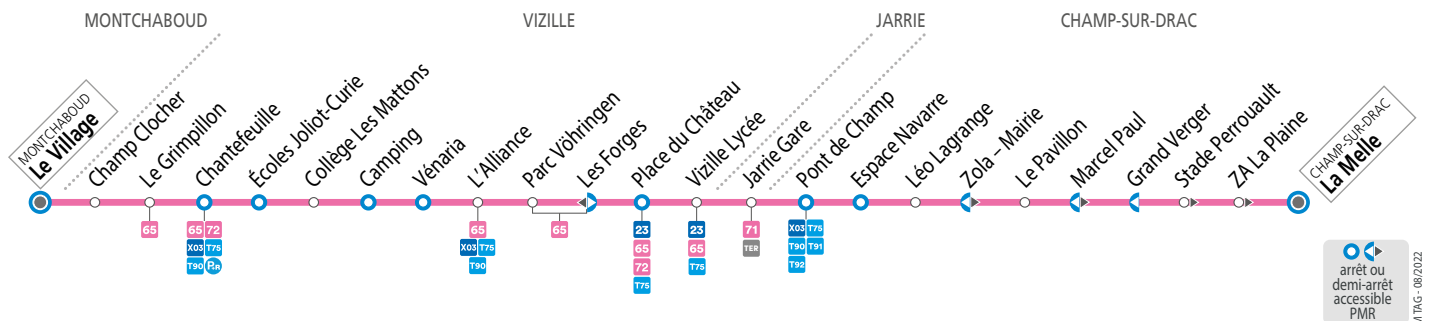 MONTCHABOUD
VIZILLE
JARRIE
CHAMP-SUR-DRAC
MONTCHABOUD
Le Village
Champ Clocher
Le Grimpillon
Chantefeuille
Écoles Joliot-Curie
Collège Les Mattons
Camping
Vénaria
L'Alliance
Parc Vöhringen
Les Forges
Place du Château
Vizille Lycée
Jarrie Gare
Pont de Champ
Espace Navarre
Léo Lagrange
Zola – Mairie
Le Pavillon
Marcel Paul
Grand Verger
Stade Perrouault
ZA La Plaine
CHAMP-SUR-DRAC
La Melle
65
65 72
X03 T75
T90 P+R
65
X03 T75
T90
65
23
65
72
T75
23
65
T75
71
TER
X03 T75
T90 T91
T92
arrêt ou
demi-arrêt
accessible
PMR
M TAG - 08/2022